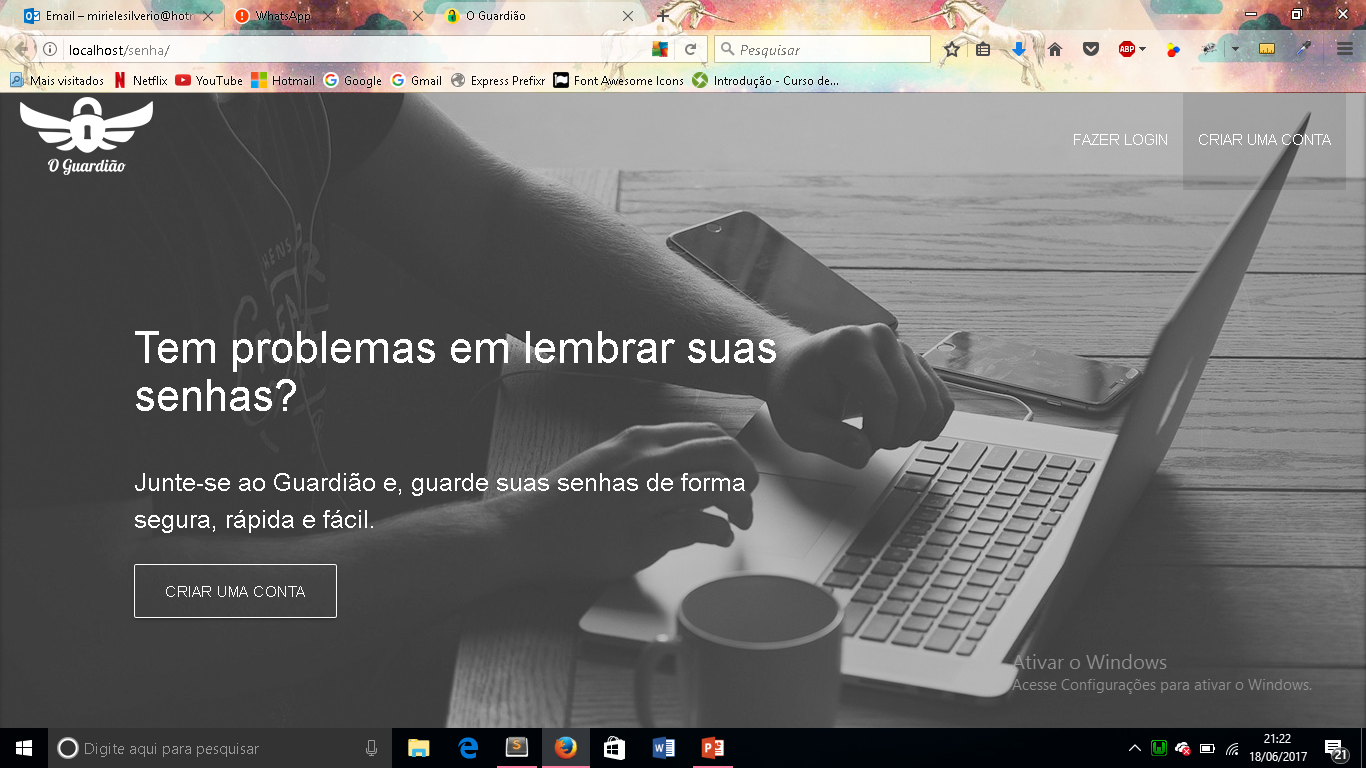 Email – mirielesilverio@hot
WhatsApp
O Guardião
localhost/senha/
Pesquisar
ABP
Mais visitados
Netflix
YouTube
Hotmail
Google
Gmail
Express Prefixr
Font Awesome Icons
Introdução - Curso de...
O Guardião
FAZER LOGIN
CRIAR UMA CONTA
Tem problemas em lembrar suas
senhas?
Junte-se ao Guardião e, guarde suas senhas de forma
segura, rápida e fácil.
CRIAR UMA CONTA
Ativar o Windows
Acesse Configurações para ativar o Windows.
Digite aqui para pesquisar
21:22
18/06/2017
21